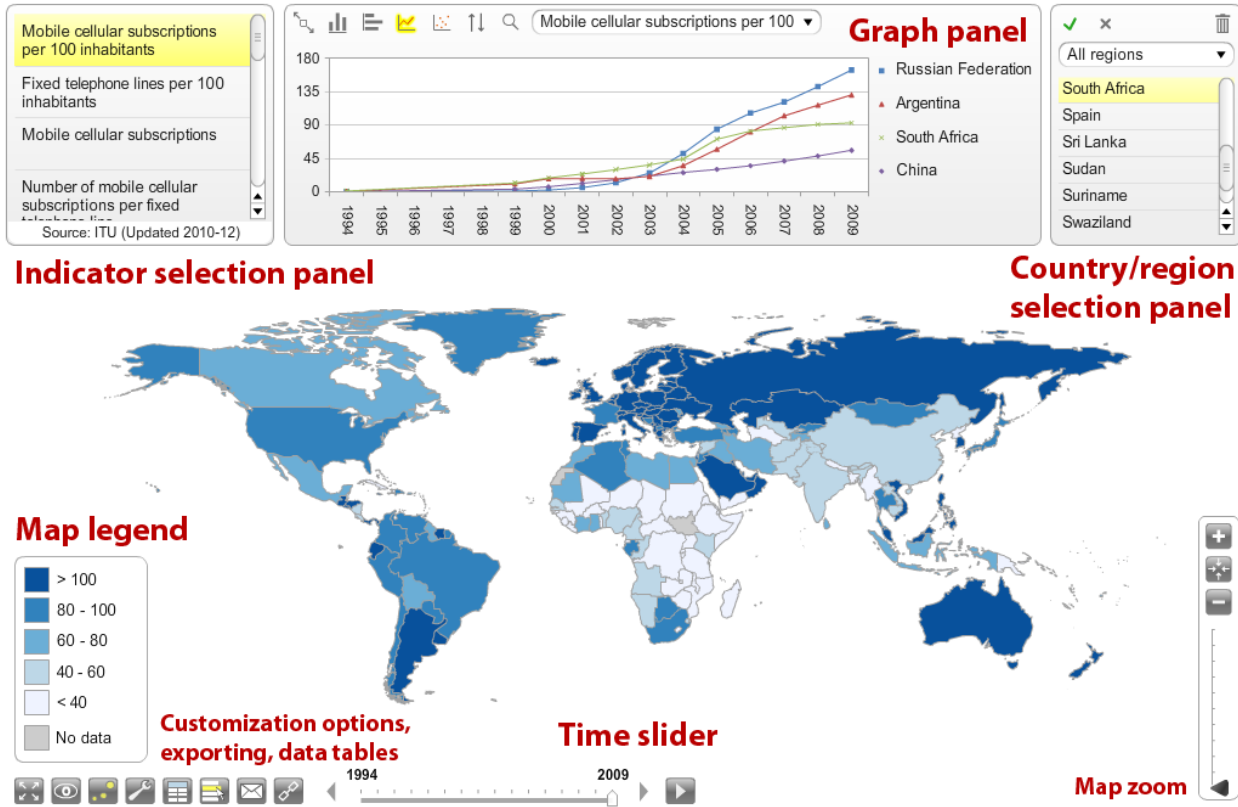 Mobile cellular subscriptions
per 100 inhabitants
Fixed telephone lines per 100
inhabitants
Mobile cellular subscriptions
Number of mobile cellular
subscriptions per fixed
telephone line
Source: ITU (Updated 2010-12)
Indicator selection panel
Mobile cellular subscriptions per 100
Graph panel
180
135
90
45
0
1994
1995
1996
1997
1998
1999
2000
2001
2002
2003
2004
2005
2006
2007
2008
2009
Russian Federation
Argentina
South Africa
China
All regions
South Africa
Spain
Sri Lanka
Sudan
Suriname
Swaziland
Country/region
selection panel
Map legend
> 100
80 - 100
60 - 80
40 - 60
< 40
No data
Customization options,
exporting, data tables
Time slider
1994
2009
Map zoom